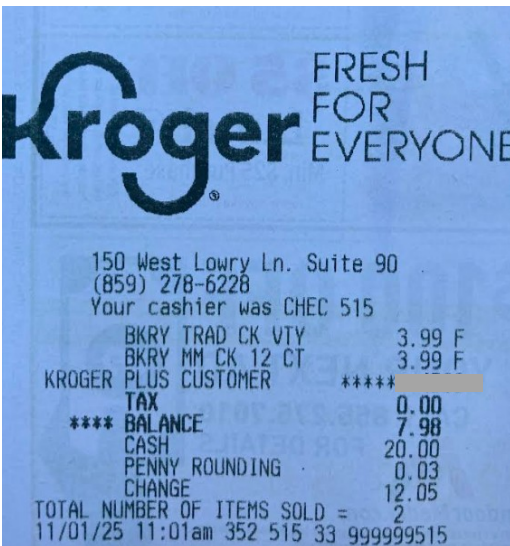 Kroger
FRESH
FOR
EVERYONE
150 West Lowry Ln. Suite 90
(859) 278-6228
Your cashier was CHEC 515
BKRY TRAD CK VTY 3.99 F
BKRY MM CK 12 CT 3.99 F
KROGER PLUS CUSTOMER *****
TAX 0.00
**** BALANCE 7.98
CASH 20.00
PENNY ROUNDING 0.03
CHANGE 12.05
TOTAL NUMBER OF ITEMS SOLD = 2
11/01/25 11:01am 352 515 33 999999515